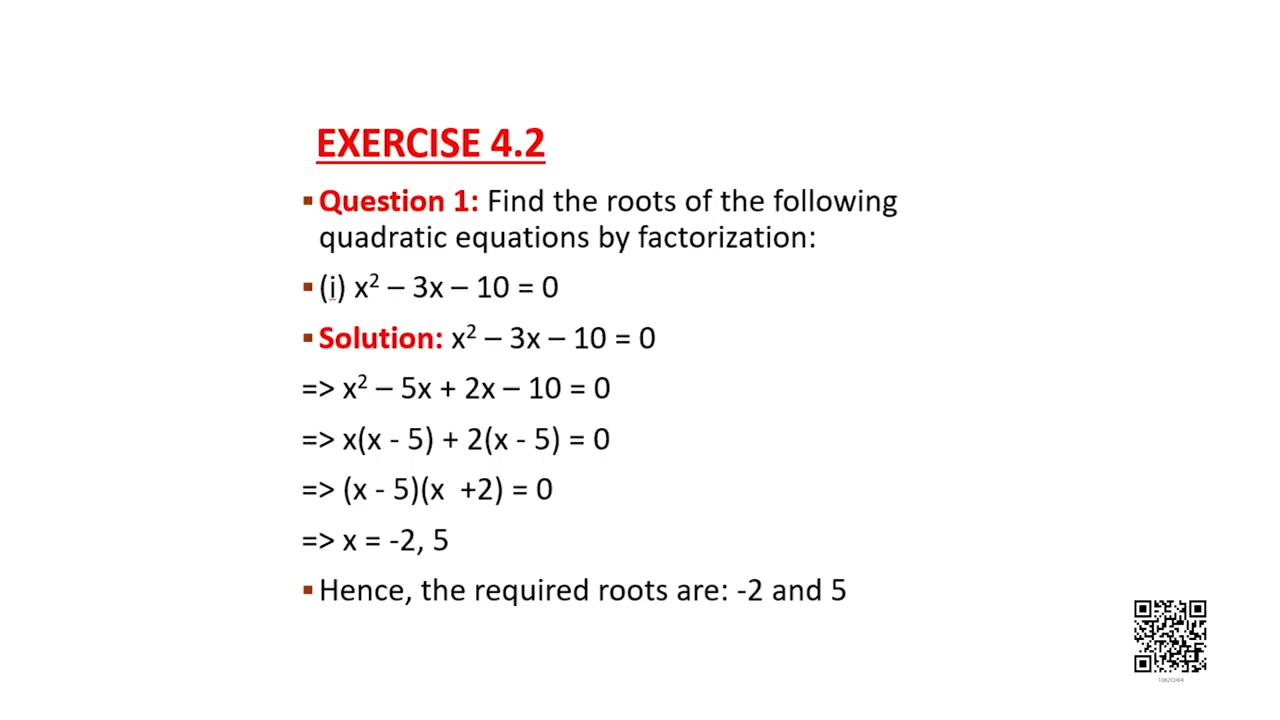 EXERCISE 4.2
▪ Question 1: Find the roots of the following
quadratic equations by factorization:
▪ (i) x² – 3x – 10 = 0
▪ Solution: x² – 3x – 10 = 0
=> x² – 5x + 2x – 10 = 0
=> x(x - 5) + 2(x - 5) = 0
=> (x - 5)(x  +2) = 0
=> x = -2, 5
▪ Hence, the required roots are: -2 and 5
1062CH04